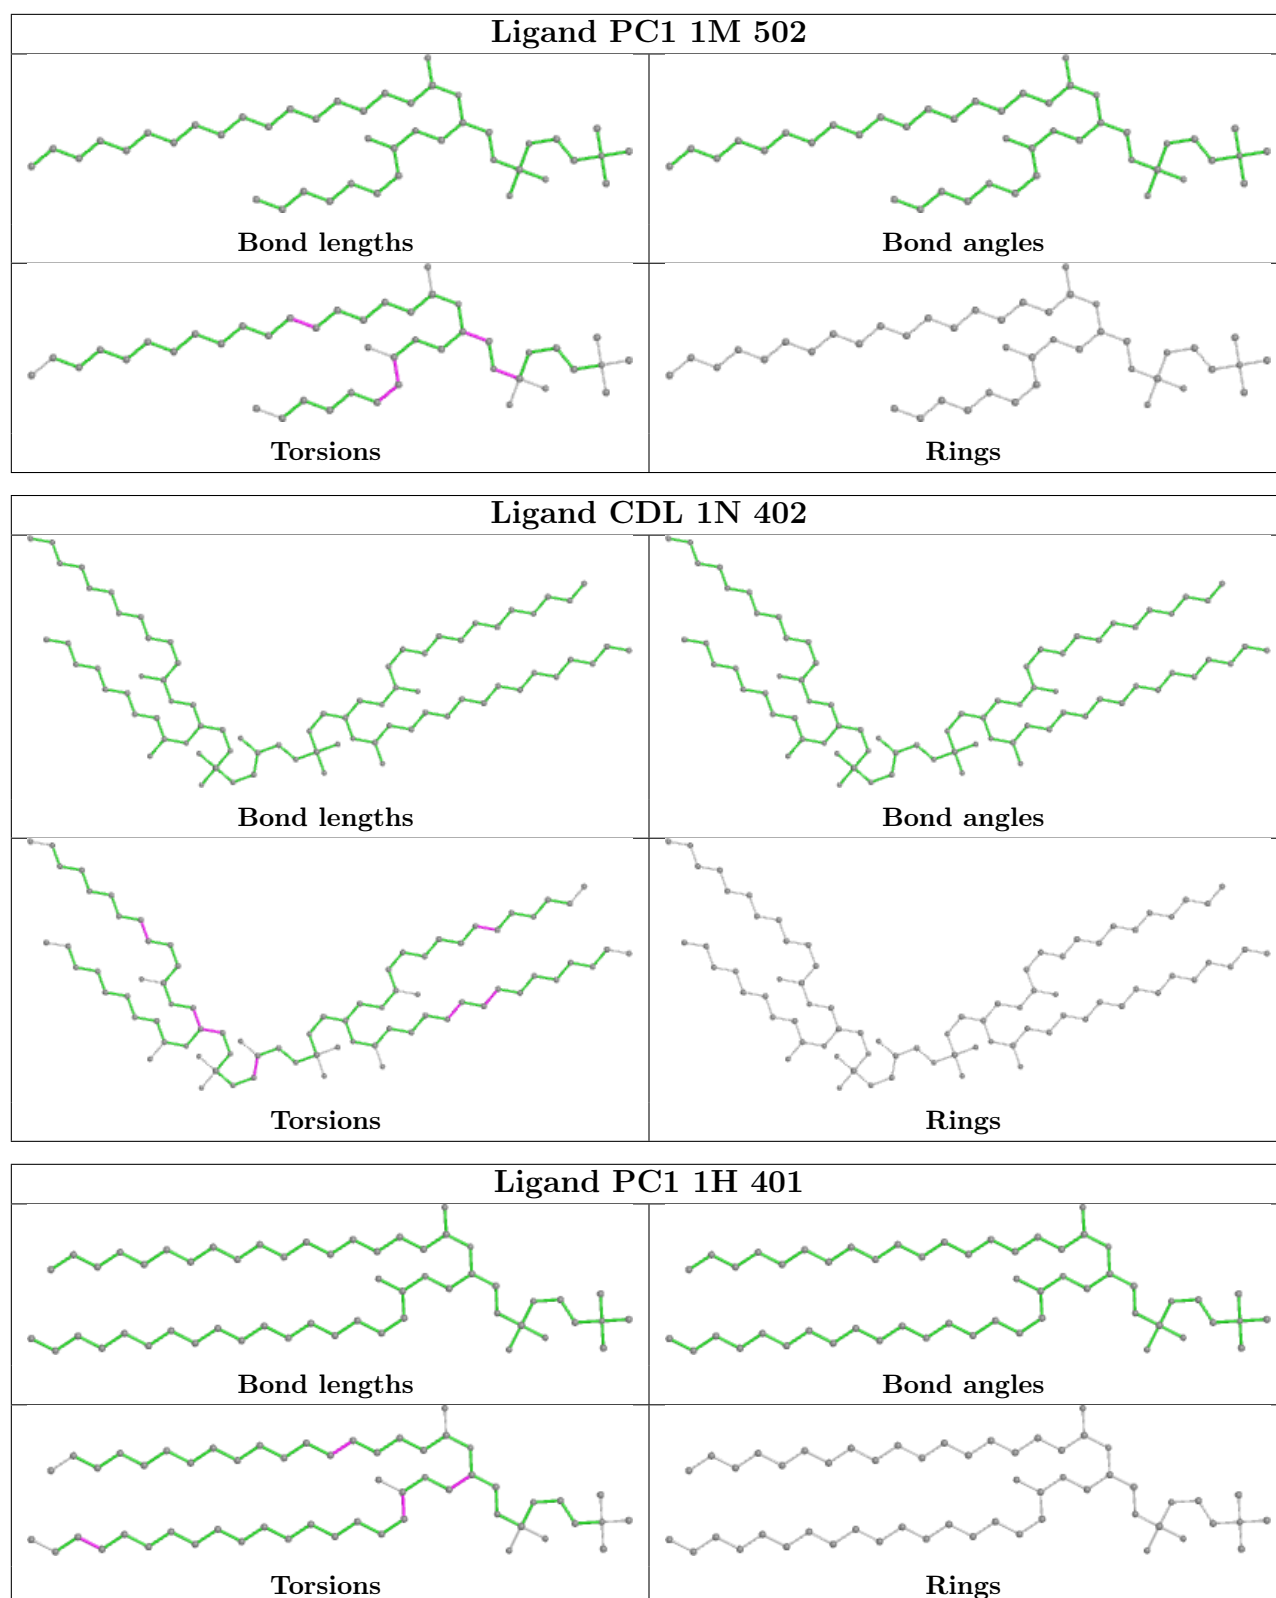 Ligand PC1 1M 502
Bond lengths
Bond angles
Torsions
Rings
Ligand CDL 1N 402
Bond lengths
Bond angles
Torsions
Rings
Ligand PC1 1H 401
Bond lengths
Bond angles
Torsions
Rings